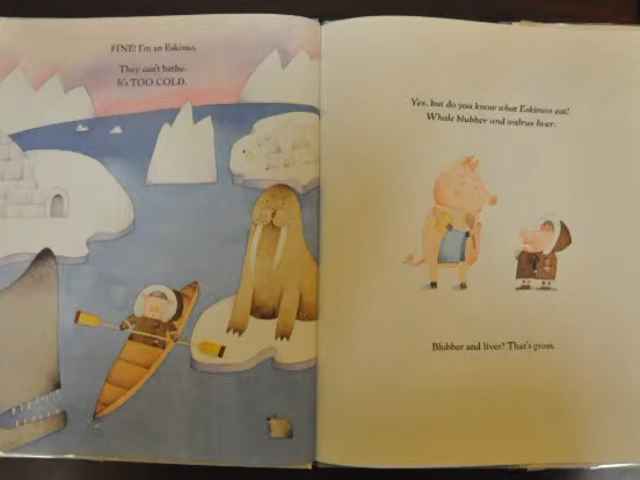 FINE! I'm an Eskimo.
They can't bathe.
It's TOO COLD.
Yes, but do you know what Eskimos eat?
Whale blubber and walrus liver.
Blubber and liver? That's gross.